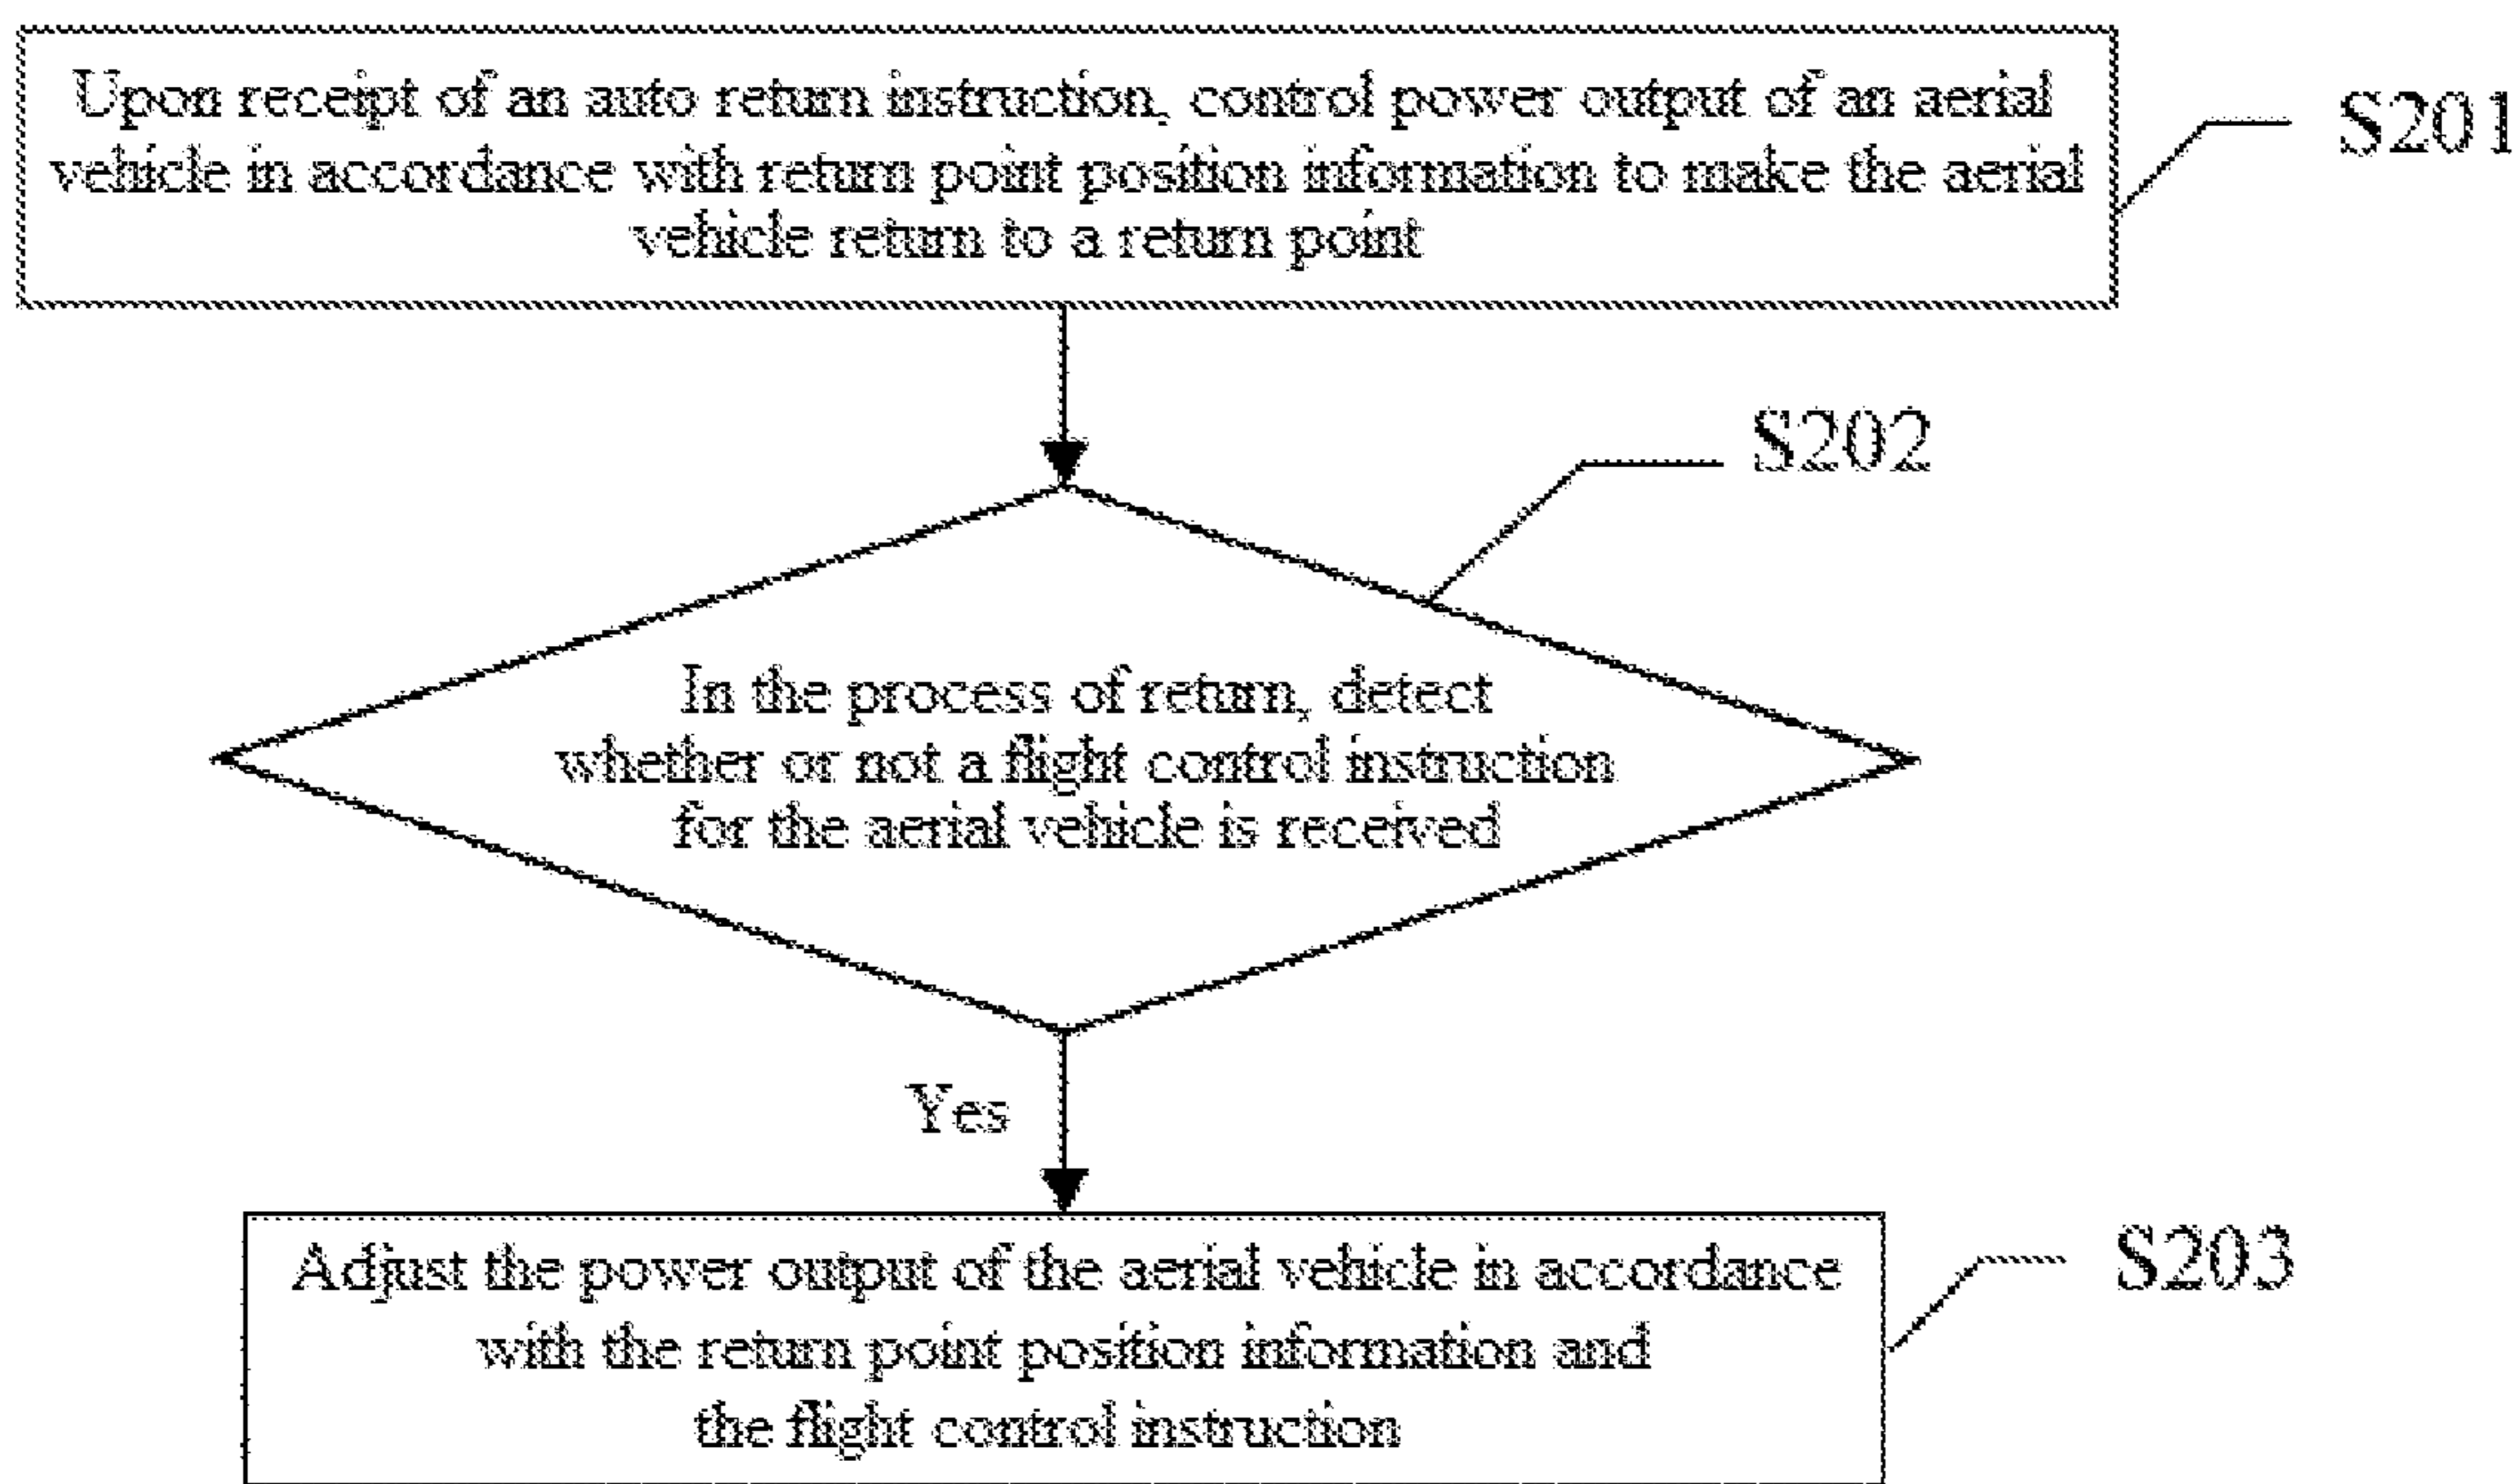 Upon receipt of an auto return instruction, control power output of an aerial
vehicle in accordance with return point position information to make the aerial
vehicle return to a return point
S201
S202
In the process of return, detect
whether or not a flight control instruction
for the aerial vehicle is received
Yes
Adjust the power output of the aerial vehicle in accordance
with the return point position information and
the flight control instruction
S203